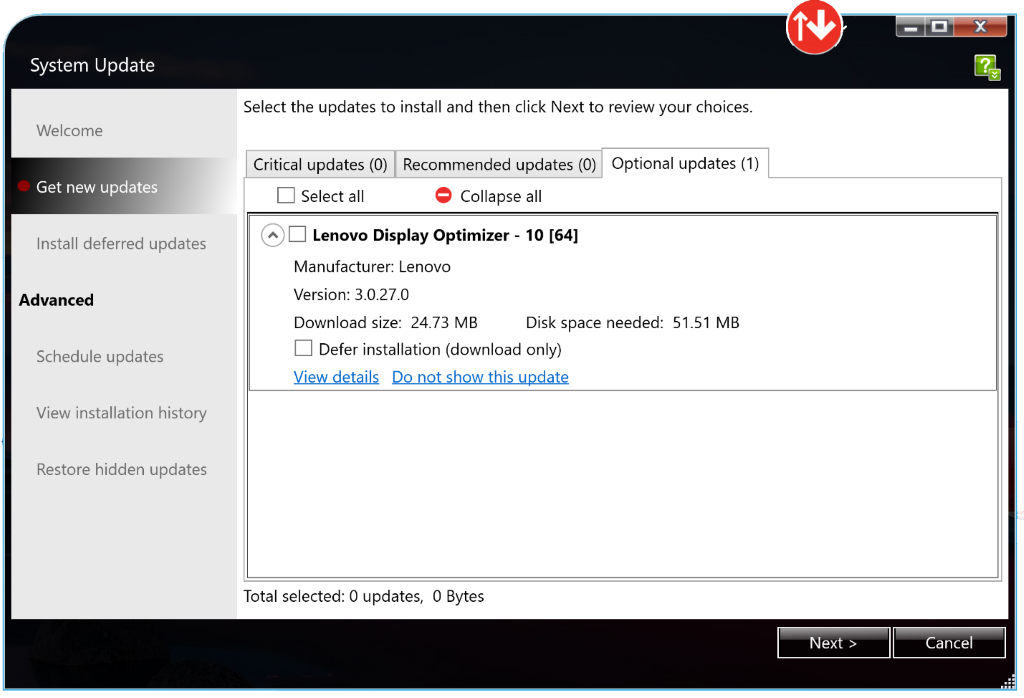 System Update
?
Welcome
Get new updates
Install deferred updates
Advanced
Schedule updates
View installation history
Restore hidden updates
Select the updates to install and then click Next to review your choices.
Critical updates (0) Recommended updates (0) Optional updates (1)
Select all Collapse all
Lenovo Display Optimizer - 10 [64]
Manufacturer: Lenovo
Version: 3.0.27.0
Download size: 24.73 MB Disk space needed: 51.51 MB
Defer installation (download only)
View details Do not show this update
Total selected: 0 updates, 0 Bytes
Next > Cancel